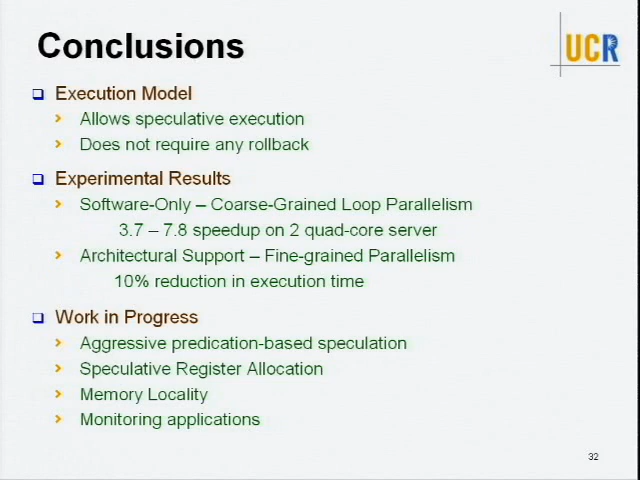 Conclusions
UCR
Execution Model
Allows speculative execution
Does not require any rollback
Experimental Results
Software-Only – Coarse-Grained Loop Parallelism
3.7 – 7.8 speedup on 2 quad-core server
Architectural Support – Fine-grained Parallelism
10% reduction in execution time
Work in Progress
Aggressive predication-based speculation
Speculative Register Allocation
Memory Locality
Monitoring applications
32